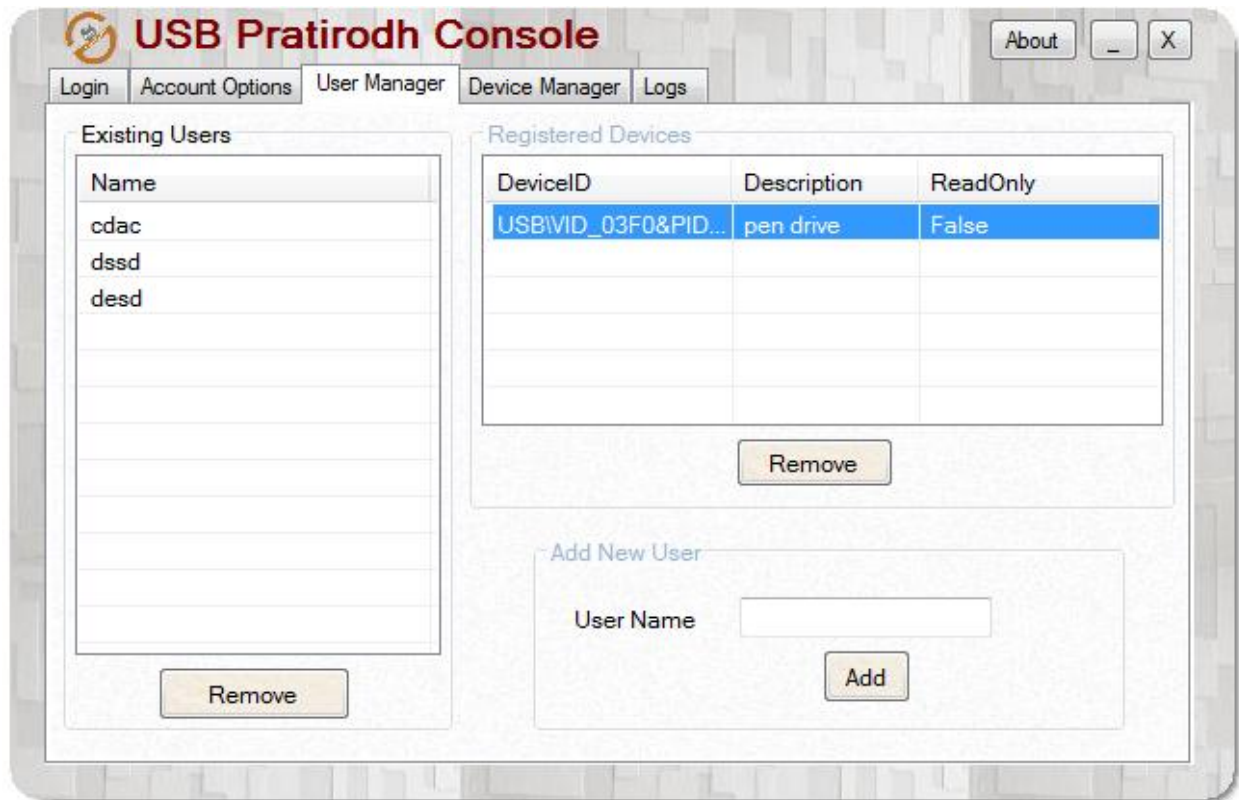 USB Pratirodh Console
About _ X
Login Account Options User Manager Device Manager Logs
Existing Users
Name
cdac
dssd
desd
Remove
Registered Devices
DeviceID Description ReadOnly
USB\VID_03F0&PID... pen drive False
Remove
Add New User
User Name
Add